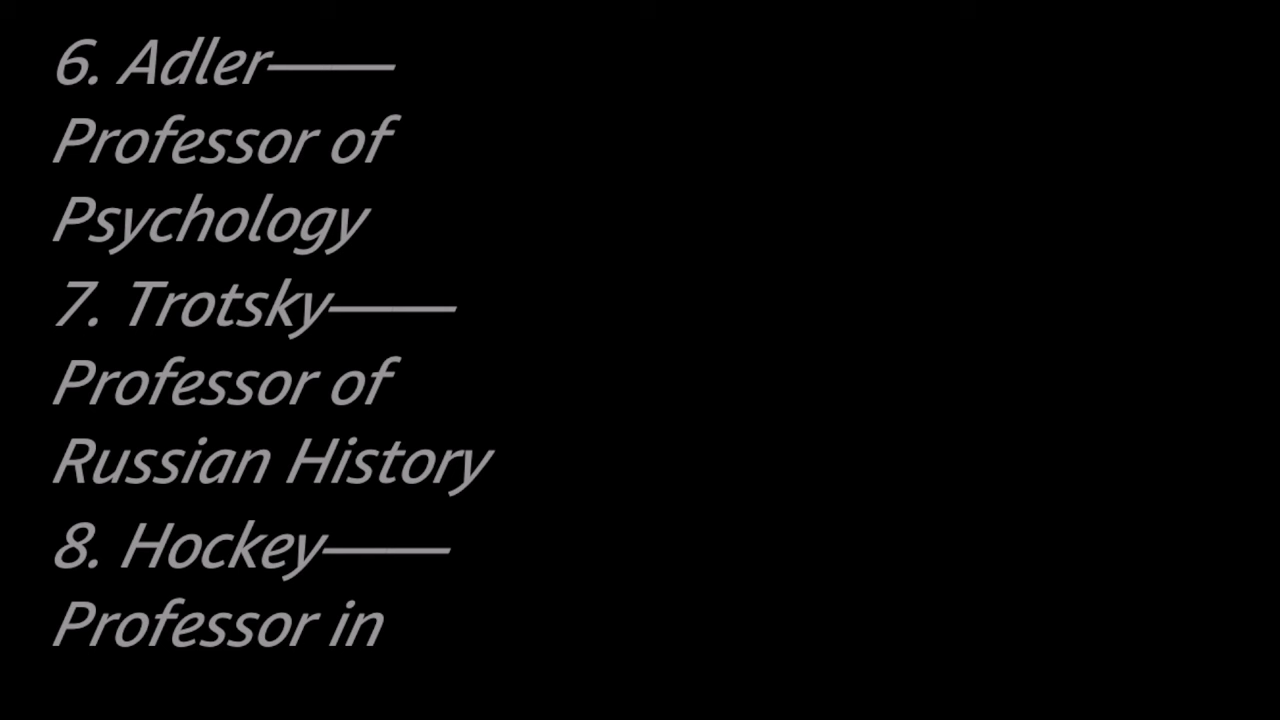 6. Adler——
Professor of
Psychology
7. Trotsky——
Professor of
Russian History
8. Hockey——
Professor in